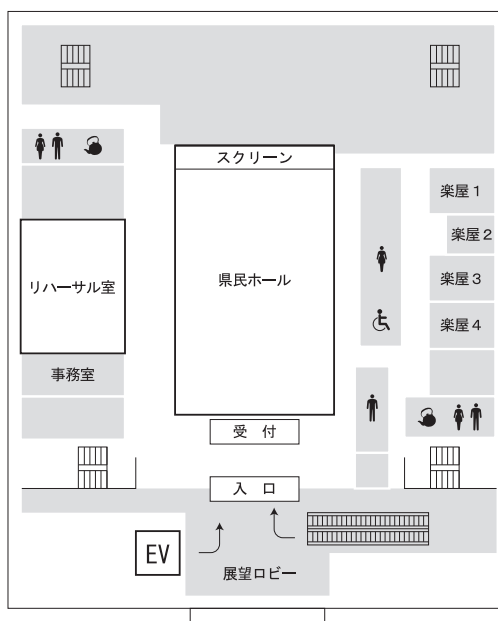 スクリーン
楽屋1
楽屋2
リハーサル室
県民ホール
楽屋3
楽屋4
事務室
受 付
入 口
EV
展望ロビー